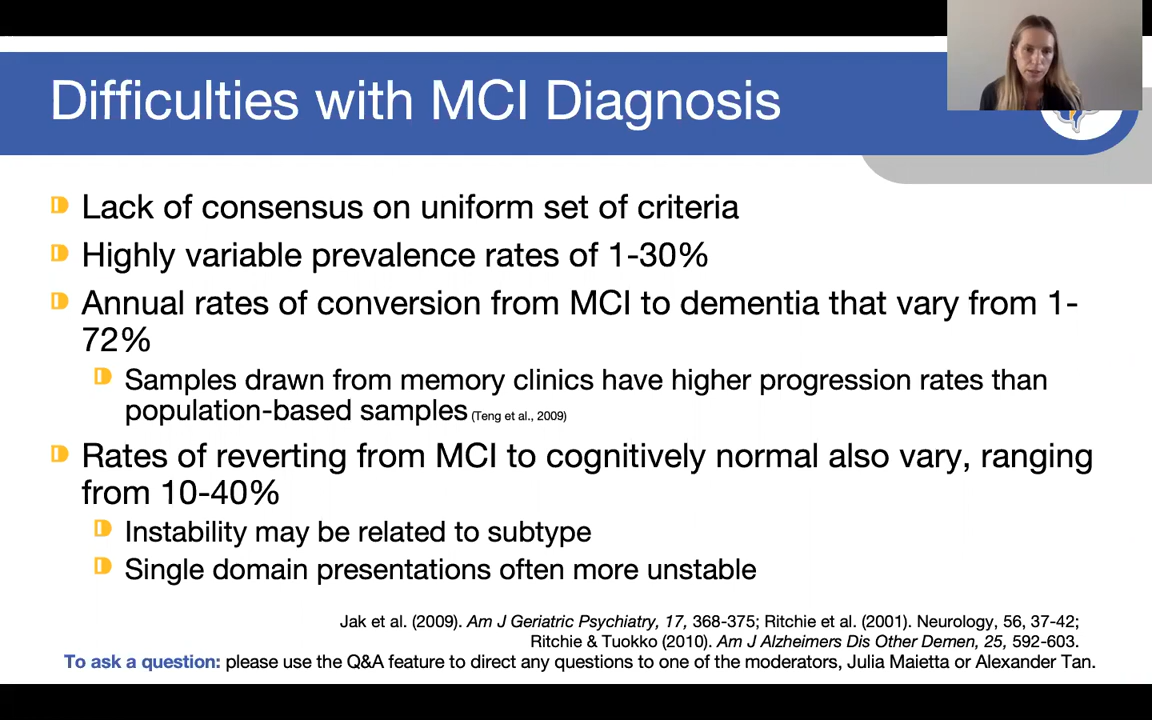 Difficulties with MCI Diagnosis
Lack of consensus on uniform set of criteria
Highly variable prevalence rates of 1-30%
Annual rates of conversion from MCI to dementia that vary from 1-
72%
Samples drawn from memory clinics have higher progression rates than
population-based samples (Teng et al., 2009)
Rates of reverting from MCI to cognitively normal also vary, ranging
from 10-40%
Instability may be related to subtype
Single domain presentations often more unstable
Jak et al. (2009). Am J Geriatric Psychiatry, 17, 368-375; Ritchie et al. (2001). Neurology, 56, 37-42;
Ritchie & Tuokko (2010). Am J Alzheimers Dis Other Demen, 25, 592-603.
To ask a question: please use the Q&A feature to direct any questions to one of the moderators, Julia Maietta or Alexander Tan.